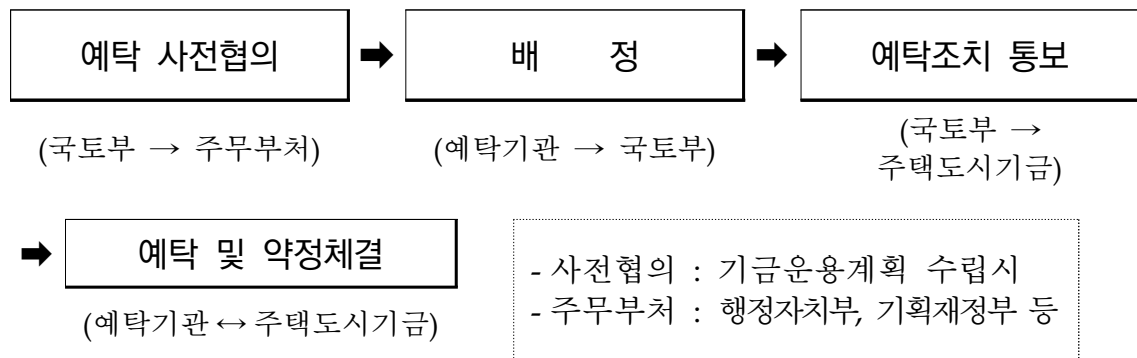 예탁 사전협의 ➡ 배 정 ➡ 예탁조치 통보
(국토부 → 주무부처) (예탁기관 → 국토부) (국토부 →
주택도시기금)
➡ 예탁 및 약정체결
(예탁기관 ↔ 주택도시기금)
- 사전협의 : 기금운용계획 수립시
- 주무부처 : 행정자치부, 기획재정부 등